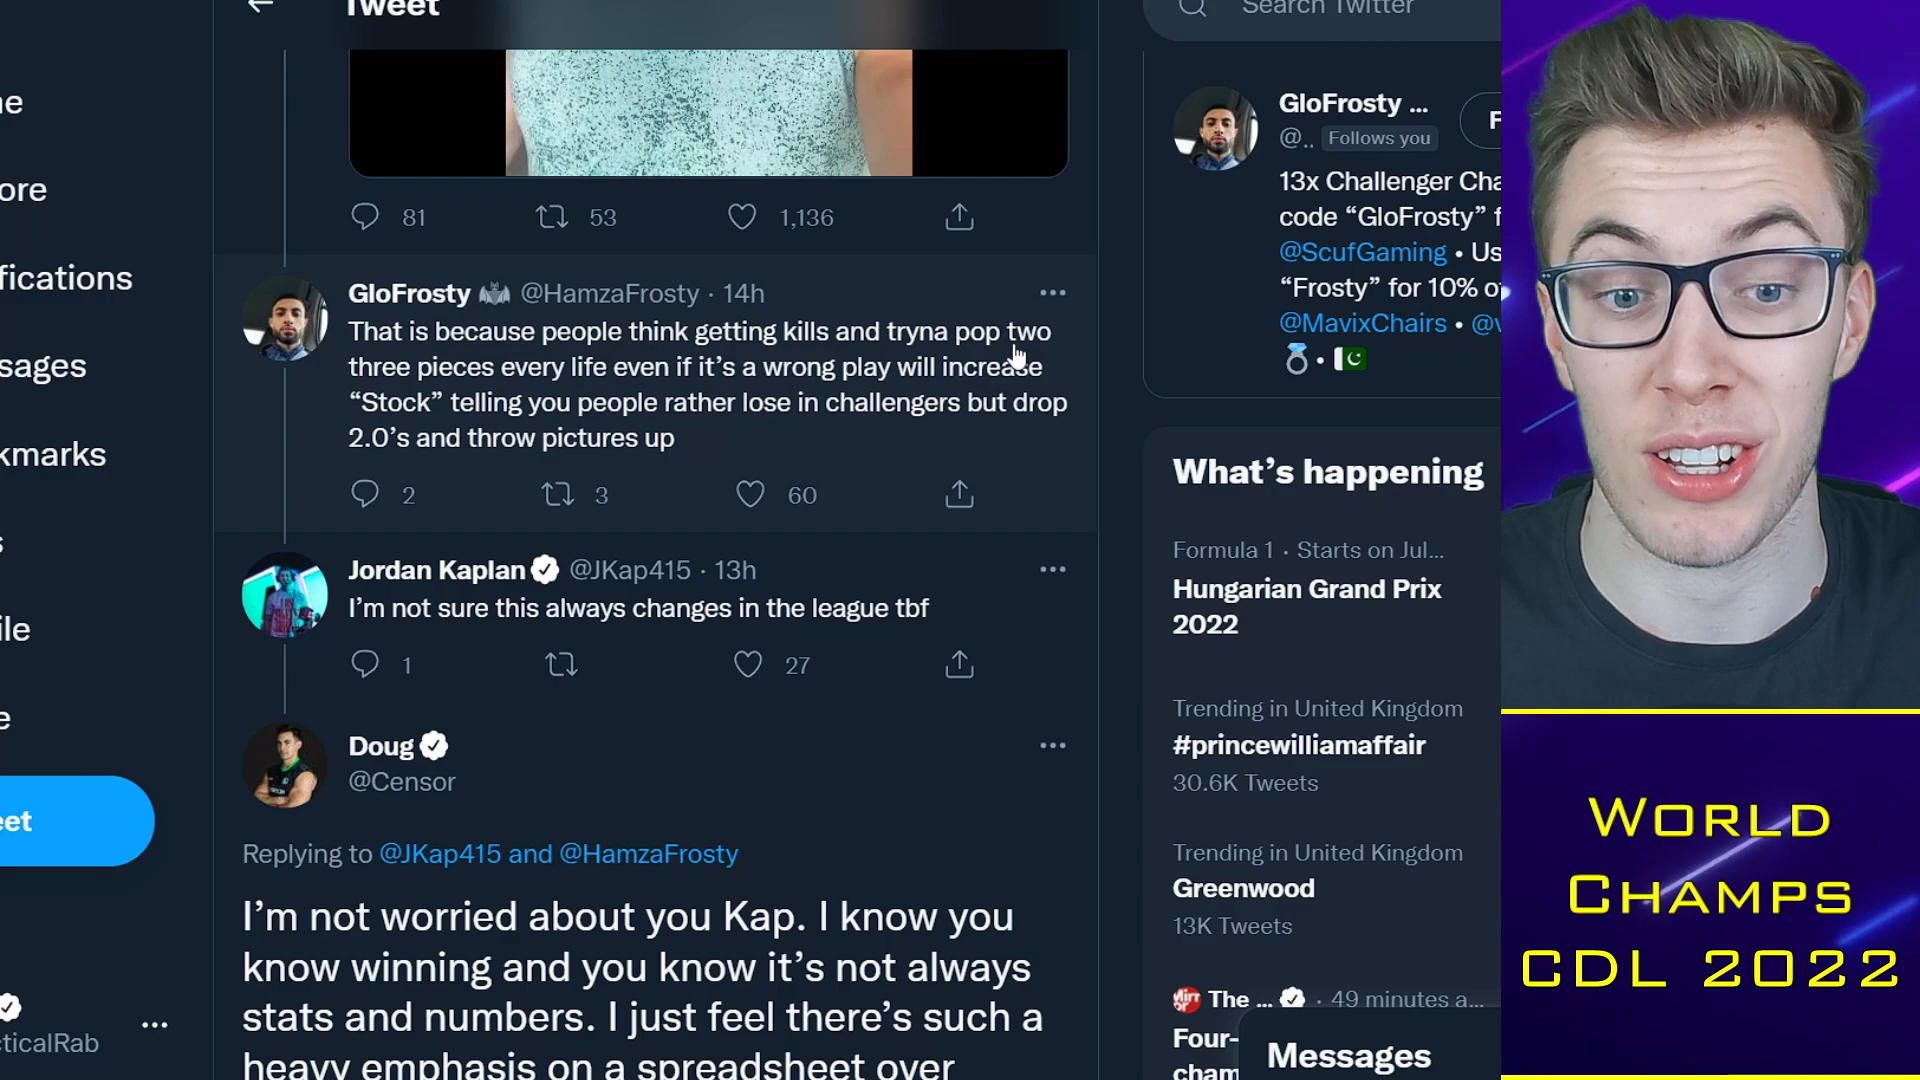 Tweet
Search Twitter
81
53
1,136
GloFrosty @HamzaFrosty · 14h
That is because people think getting kills and tryna pop two
three pieces every life even if it's a wrong play will increase
“Stock” telling you people rather lose in challengers but drop
2.0's and throw pictures up
2
3
60
Jordan Kaplan @JKap415 · 13h
I'm not sure this always changes in the league tbf
1
27
Doug
@Censor
Replying to @JKap415 and @HamzaFrosty
I'm not worried about you Kap. I know you
know winning and you know it's not always
stats and numbers. I just feel there's such a
heavy emphasis on a spreadsheet over
GloFrosty ...
@.. Follows you
F
13x Challenger Cha
code “GloFrosty” f
@ScufGaming • Us
“Frosty” for 10% o
@MavixChairs • @v
What's happening
Formula 1 · Starts on Jul...
Hungarian Grand Prix
2022
Trending in United Kingdom
#princewilliamaffair
30.6K Tweets
Trending in United Kingdom
Greenwood
13K Tweets
The ... · 49 minutes a...
Four-
cham
Messages
ne
ore
fications
sages
kmarks
s
ile
e
eet
cticalRab
World
Champs
CDL 2022